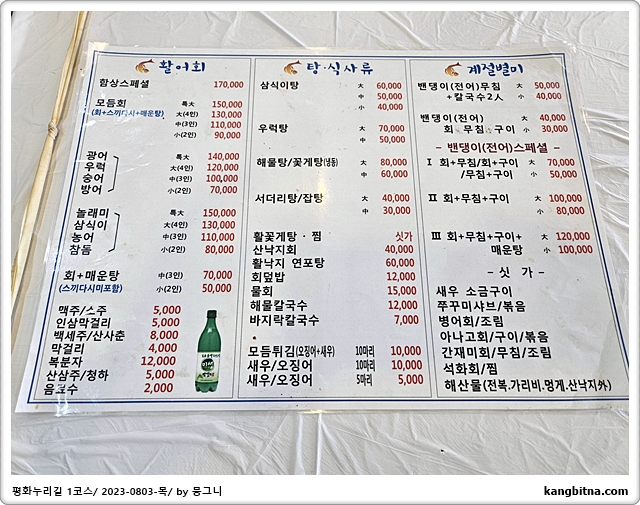 활어회
함상스페셜 170,000
모듬회 특大 150,000
(회+스끼다시+매운탕) 大(4인) 130,000
中(3인) 110,000
小(2인) 90,000
광어 특大 140,000
우럭 大(4인) 120,000
숭어 中(3인) 100,000
방어 小(2인) 70,000
놀래미 특大 150,000
삼식이 大(4인) 130,000
농어 中(3인) 110,000
참돔 小(2인) 80,000
회+매운탕 中(3인) 70,000
(스끼다시미포함) 小(2인) 50,000
맥주/소주 5,000
인삼막걸리 5,000
백세주/산사춘 8,000
막걸리 4,000
복분자 12,000
산삼주/청하 5,000
음료수 2,000
탕·식사류
삼식이탕 大 60,000
中 50,000
小 40,000
우럭탕 大 70,000
中 50,000
해물탕/꽃게탕(냉동) 大 80,000
中 60,000
서더리탕/잡탕 大 40,000
中 30,000
활꽃게탕·찜 싯가
산낙지회 40,000
활낙지 연포탕 60,000
회덮밥 12,000
물회 15,000
해물칼국수 12,000
바지락칼국수 7,000
모듬튀김(오징어+새우) 10마리 10,000
새우/오징어 10마리 10,000
새우/오징어 5마리 5,000
계절별미
밴댕이(전어)무침 大 50,000
+칼국수2人 小 40,000
밴댕이(전어) 大 40,000
회 무침 구이 小 30,000
- 밴댕이(전어)스페셜 -
Ⅰ 회+무침/회+구이 大 70,000
/무침+구이 小 50,000
Ⅱ 회+무침+구이 大 100,000
小 80,000
Ⅲ 회+무침+구이+ 大 120,000
매운탕 小 100,000
- 싯 가 -
새우 소금구이
쭈꾸미샤브/볶음
병어회/조림
아나고회/구이/볶음
간재미회/무침/조림
석화회/찜
해산물(전복.가리비.멍게.산낙지外)
평화누리길 1코스/ 2023-0803-목/ by 뭉그니
kangbitna.com